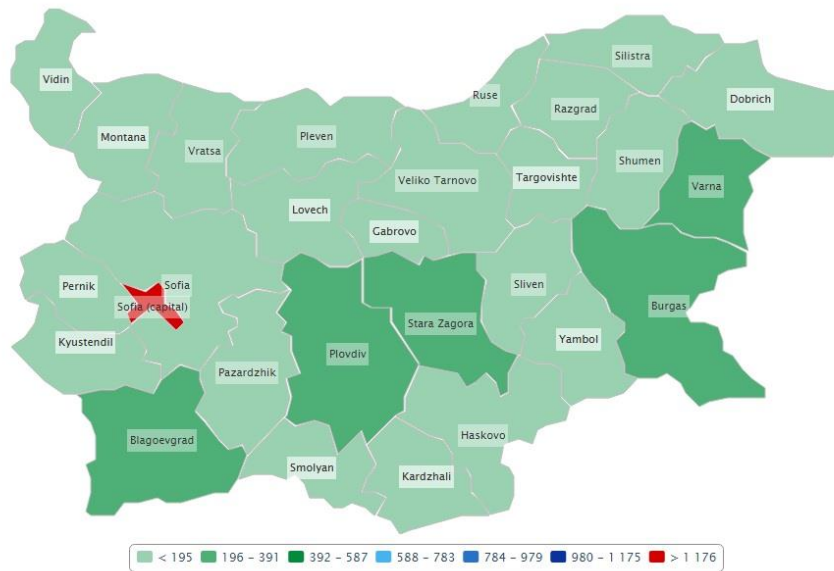 Silistra
Vidin
Ruse
Razgrad
Dobrich
Montana
Pleven
Vratsa
Shumen
Veliko Tarnovo
Targovishte
Varna
Lovech
Gabrovo
Pernik
Sofia
Sliven
Sofia (capital)
Burgas
Stara Zagora
Kyustendil
Yambol
Plovdiv
Pazardzhik
Blagoevgrad
Haskovo
Smolyan
Kardzhali
< 195 196 – 391 392 – 587 588 – 783 784 – 979 980 – 1 175 > 1 176